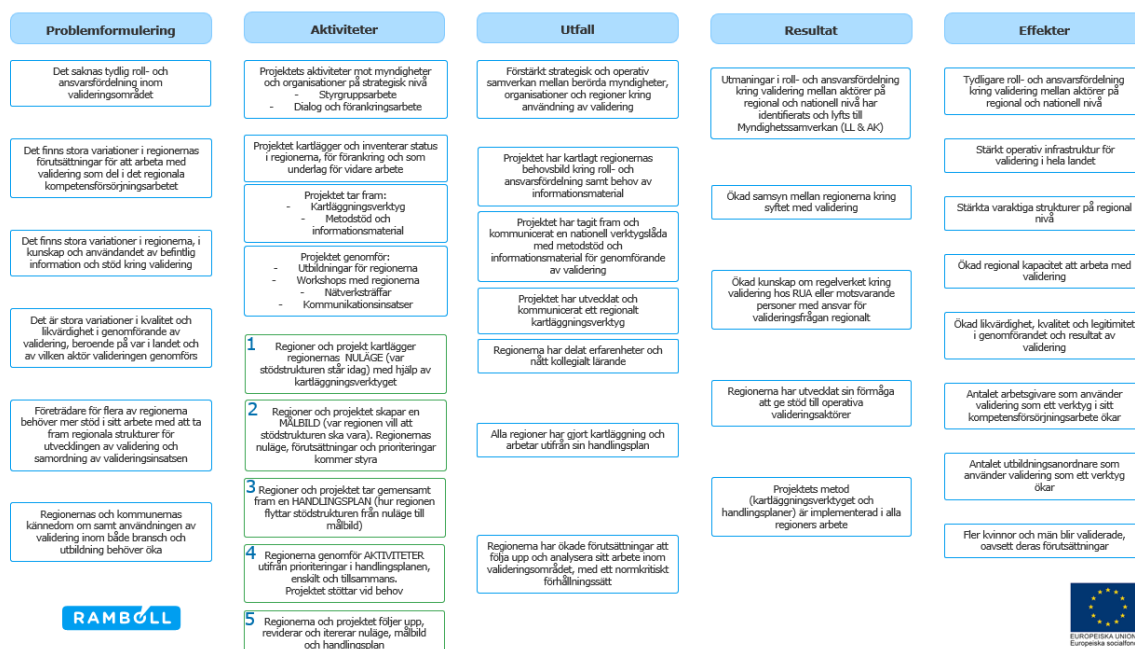 Problemformulering
Det saknas tydlig roll- och
ansvarsfördelning inom
valideringsområdet
Det finns stora variationer i regionernas
förutsättningar för att arbeta med
validering som del i det regionala
kompetensförsörjningsarbetet
Det finns stora variationer i regionerna, i
kunskap och användandet av befintlig
information och stöd kring validering
Det är stora variationer i kvalitet och
likvärdighet i genomförande av
validering, beroende på var i landet och
av vilken aktör valideringen genomförs
Företrädare för flera av regionerna
behöver mer stöd i sitt arbete med att ta
fram regionala strukturer för
utvecklingen av validering och
samordning av valideringsinsatsen
Regionernas och kommunernas
kännedom om samt användningen av
validering inom både bransch och
utbildning behöver öka
RAMBOLL
Aktiviteter
Projektets aktiviteter mot myndigheter
och organisationer på strategisk nivå
- Styrgruppsarbete
- Dialog och förankringsarbete
Projektet kartlägger och inventerar status
i regionerna, för förankring och som
underlag för vidare arbete
Projektet tar fram:
- Kartläggningsverktyg
- Metodstöd och
informationsmaterial
Projektet genomför:
- Utbildningar för regionerna
- Workshops med regionerna
- Nätverksträffar
- Kommunikationsinsatser
1 Regioner och projekt kartlägger
regionernas NULÄGE (var
stödstrukturen står idag) med hjälp av
kartläggningsverktyget
2 Regioner och projektet skapar en
MÅLBILD (var regionen vill att
stödstrukturen ska vara). Regionernas
nuläge, förutsättningar och prioriteringar
kommer styra
3 Regioner och projektet tar gemensamt
fram en HANDLINGSPLAN (hur regionen
flyttar stödstrukturen från nuläge till
målbild)
4 Regionerna genomför AKTIVITETER
utifrån prioriteringar i handlingsplanen,
enskilt och tillsammans.
Projektet stöttar vid behov
5 Regionerna och projektet följer upp,
reviderar och itererar nuläge, målbild
och handlingsplan
Utfall
Förstärkt strategisk och operativ
samverkan mellan berörda myndigheter,
organisationer och regioner kring
användning av validering
Projektet har kartlagt regionernas
behovsbild kring roll- och
ansvarsfördelning samt behov av
informationsmaterial
Projektet har tagit fram och
kommunicerat en nationell verktygslåda
med metodstöd och
informationsmaterial för genomförande
av validering
Projektet har utvecklat och
kommunicerat ett regionalt
kartläggningsverktyg
Regionerna har delat erfarenheter och
nått kollegialt lärande
Alla regioner har gjort kartläggning och
arbetar utifrån sin handlingsplan
Regionerna har ökade förutsättningar att
följa upp och analysera sitt arbete inom
valideringsområdet, med ett normkritiskt
förhållningssätt
Resultat
Utmaningar i roll- och ansvarsfördelning
kring validering mellan aktörer på
regional och nationell nivå har
identifierats och lyfts till
Myndighetssamverkan (LL & AK)
Ökad samsyn mellan regionerna kring
syftet med validering
Ökad kunskap om regelverket kring
validering hos RUA eller motsvarande
personer med ansvar för
valideringsfrågan regionalt
Regionerna har utvecklat sin förmåga
att ge stöd till operativa
valideringsaktörer
Projektets metod
(kartläggningsverktyget och
handlingsplaner) är implementerad i alla
regioners arbete
Effekter
Tydligare roll- och ansvarsfördelning
kring validering mellan aktörer på
regional och nationell nivå
Stärkt operativ infrastruktur för
validering i hela landet
Stärkta varaktiga strukturer på regional
nivå
Ökad regional kapacitet att arbeta med
validering
Ökad likvärdighet, kvalitet och legitimitet
i genomförandet och resultat av
validering
Antalet arbetsgivare som använder
validering som ett verktyg i sitt
kompetensförsörjningsarbete ökar
Antalet utbildningsanordnare som
använder validering som ett verktyg
ökar
Fler kvinnor och män blir validerade,
oavsett deras förutsättningar
EUROPEISKA UNION
Europeiska socialfond